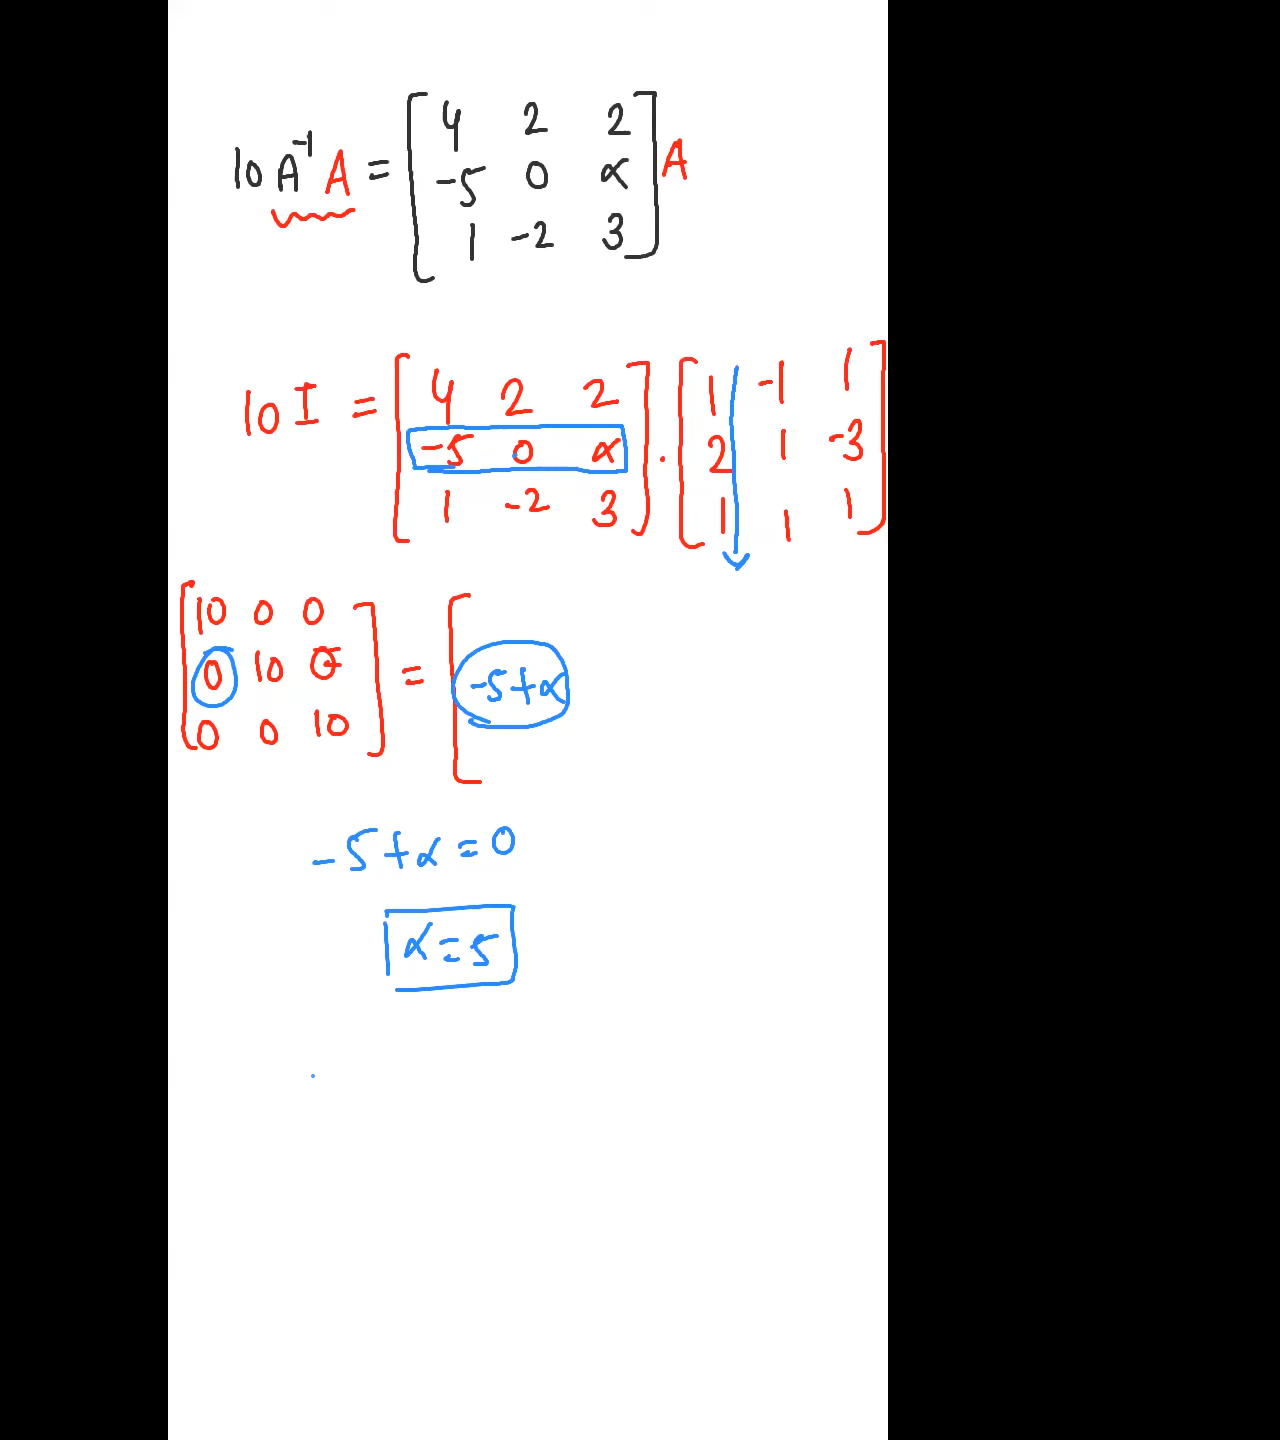 10 A⁻¹ A = [4 2 2
-5 0 α
1 -2 3] A
10 I = [4 2 2
-5 0 α
1 -2 3] . [1 -1 1
2 1 -3
1 1 1]
[10 0 0
0 10 0
0 0 10] = [
-5+α
-5+α=0
α=5